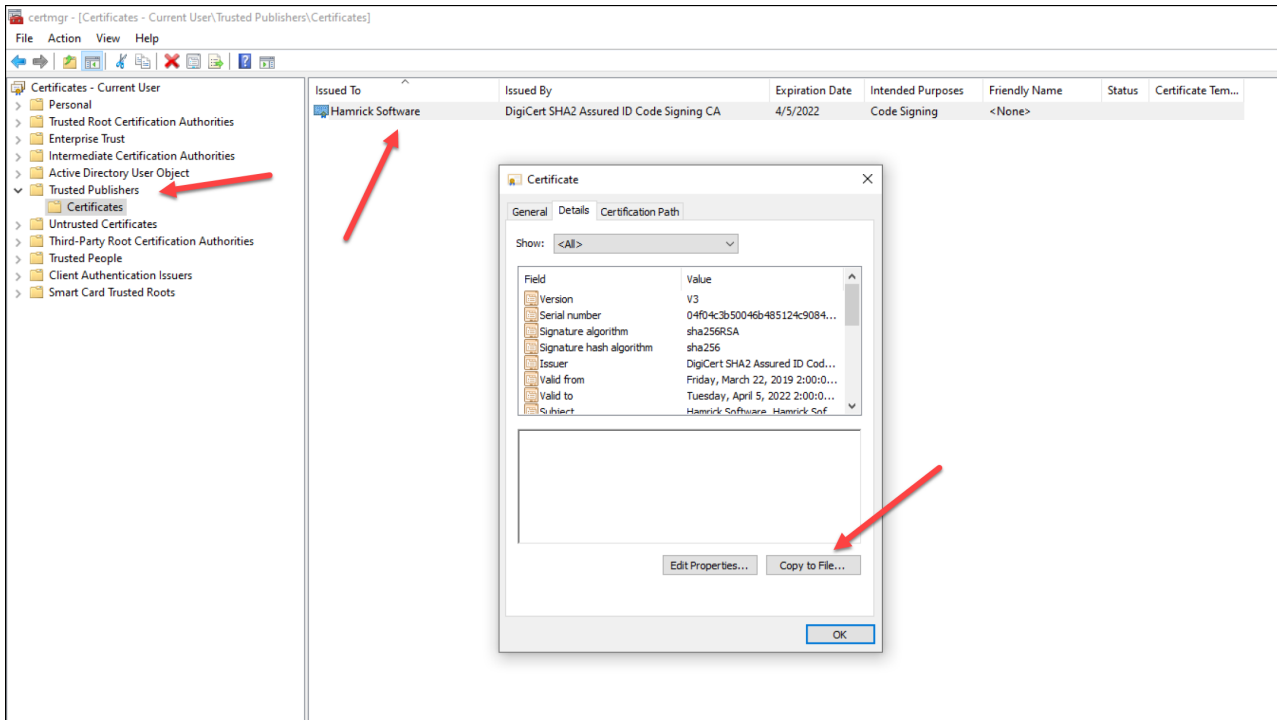 certmgr - [Certificates - Current User\Trusted Publishers\Certificates]
File Action View Help
Certificates - Current User
Personal
Trusted Root Certification Authorities
Enterprise Trust
Intermediate Certification Authorities
Active Directory User Object
Trusted Publishers
Certificates
Untrusted Certificates
Third-Party Root Certification Authorities
Trusted People
Client Authentication Issuers
Smart Card Trusted Roots
Issued To Issued By Expiration Date Intended Purposes Friendly Name Status Certificate Tem...
Hamrick Software DigiCert SHA2 Assured ID Code Signing CA 4/5/2022 Code Signing <None>
Certificate
General Details Certification Path
Show: <All>
Field Value
Version V3
Serial number 04f04c3b50046b485124c9084...
Signature algorithm sha256RSA
Signature hash algorithm sha256
Issuer DigiCert SHA2 Assured ID Cod...
Valid from Friday, March 22, 2019 2:00:0...
Valid to Tuesday, April 5, 2022 2:00:0...
Subject Hamrick Software, Hamrick Sof
Edit Properties... Copy to File...
OK